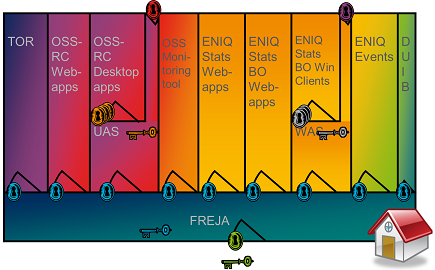 TOR
OSS-
RC
Web-
apps
OSS-
RC
Desktop
apps
UAS
OSS
Moni-
toring
tool
ENIQ
Stats
Web-
apps
ENIQ
Stats
BO
Web-
apps
ENIQ
Stats
BO Win
Clients
WAS
ENIQ
Events
D
U
I
B
FREJA